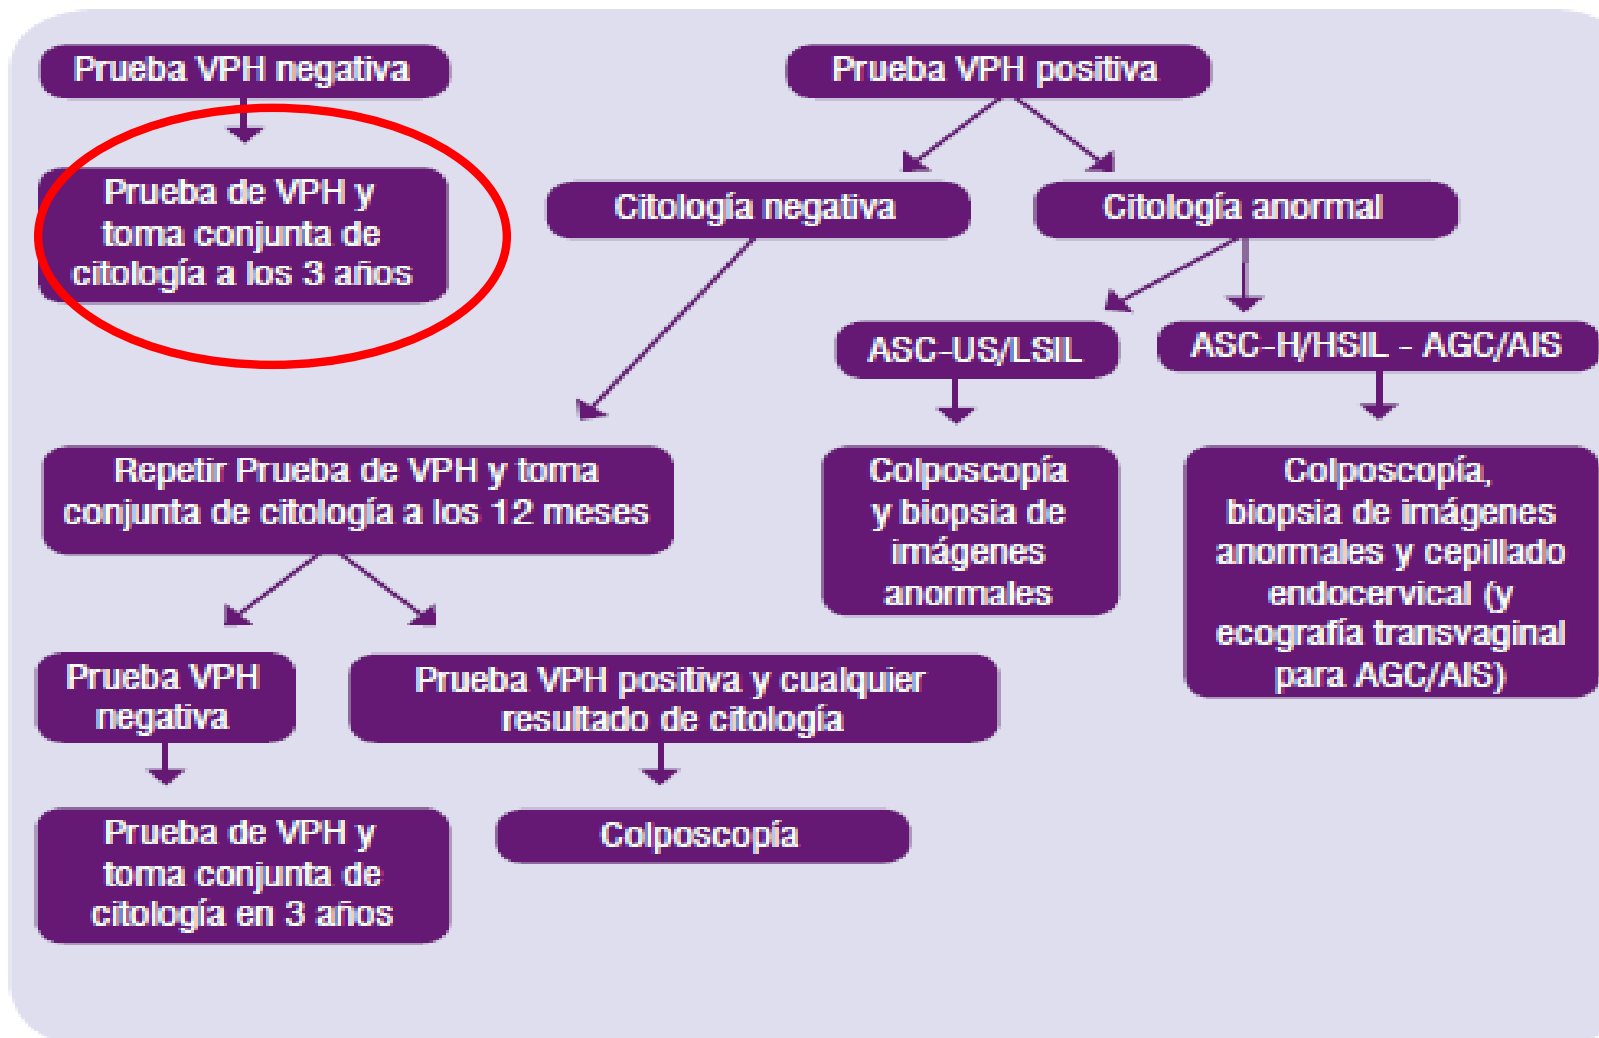 Prueba VPH negativa
Prueba VPH positiva
Prueba de VPH y
toma conjunta de
citología a los 3 años
Citología negativa
Citología anormal
ASC-US/LSIL
ASC-H/HSIL - AGC/AIS
Repetir Prueba de VPH y toma
conjunta de citología a los 12 meses
Colposcopía
y biopsia de
imágenes
anormales
Colposcopía,
biopsia de imágenes
anormales y cepillado
endocervical (y
ecografía transvaginal
para AGC/AIS)
Prueba VPH
negativa
Prueba VPH positiva y cualquier
resultado de citología
Prueba de VPH y
toma conjunta de
citología en 3 años
Colposcopía